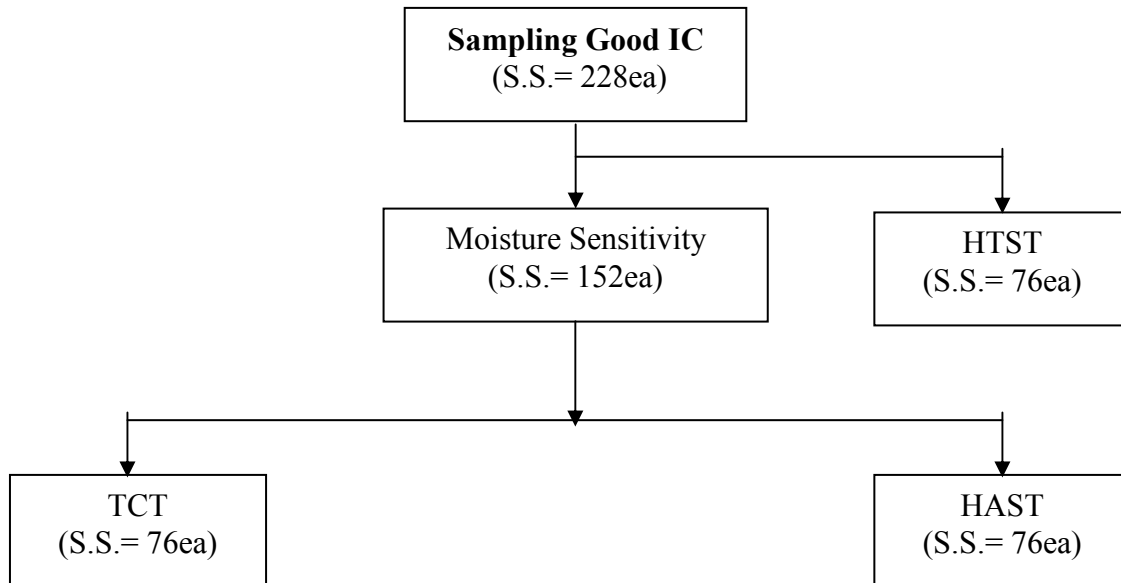 Sampling Good IC
(S.S.= 228ea)
Moisture Sensitivity
(S.S.= 152ea)
HTST
(S.S.= 76ea)
TCT
(S.S.= 76ea)
HAST
(S.S.= 76ea)